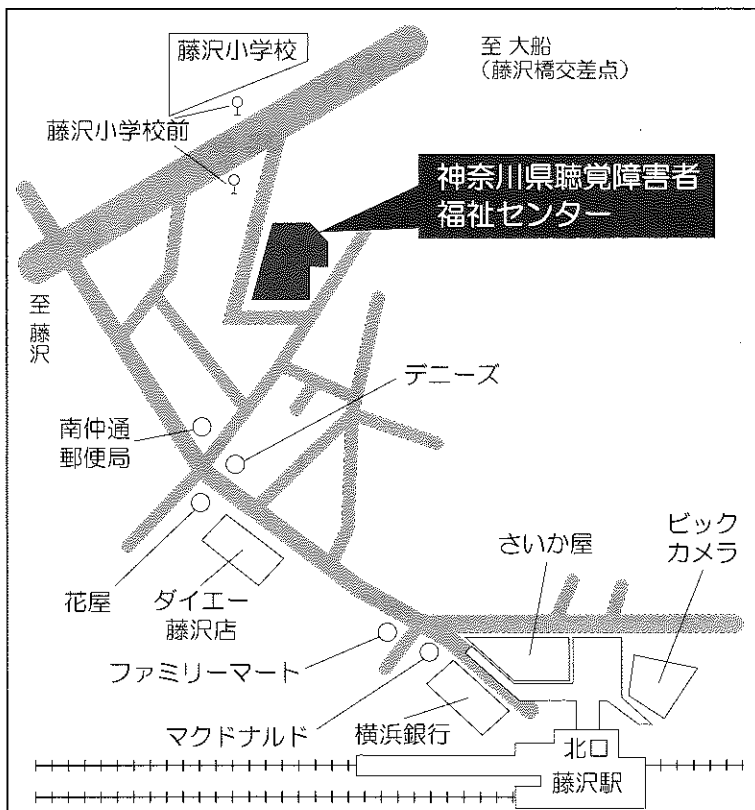 藤沢小学校
至 大船
（藤沢橋交差点）
藤沢小学校前
神奈川県聴覚障害者
福祉センター
至 藤沢
デニーズ
南仲通
郵便局
花屋
ダイエー
藤沢店
さいか屋
ビック
カメラ
ファミリーマート
マクドナルド
横浜銀行
北口
藤沢駅